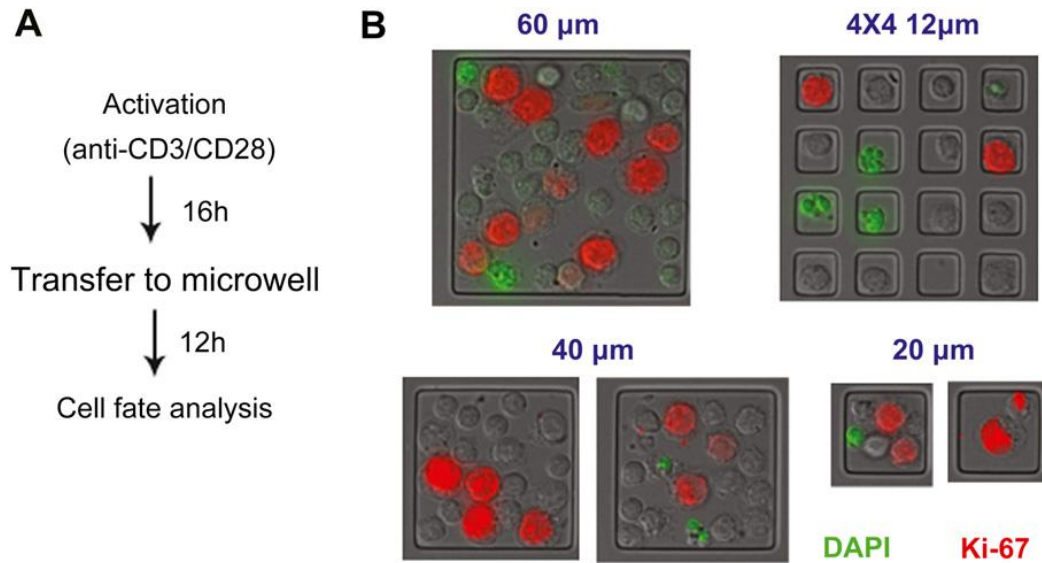 A
Activation
(anti-CD3/CD28)
16h
Transfer to microwell
12h
Cell fate analysis
B
60 µm
4X4 12µm
40 µm
20 µm
DAPI
Ki-67